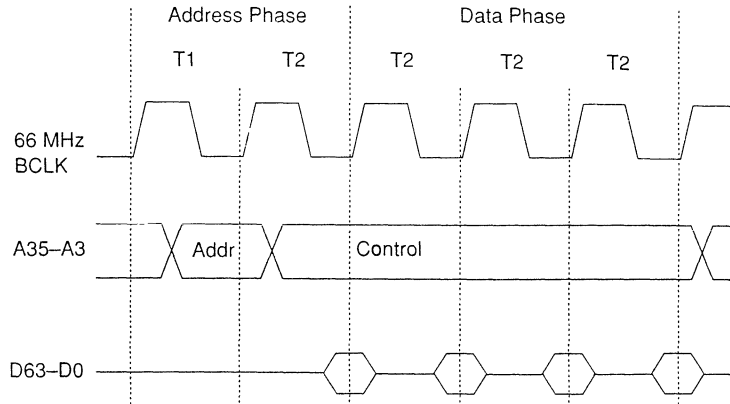 Address Phase Data Phase
T1 T2 T2 T2 T2
66 MHz
BCLK
A35–A3 Addr Control
D63–D0